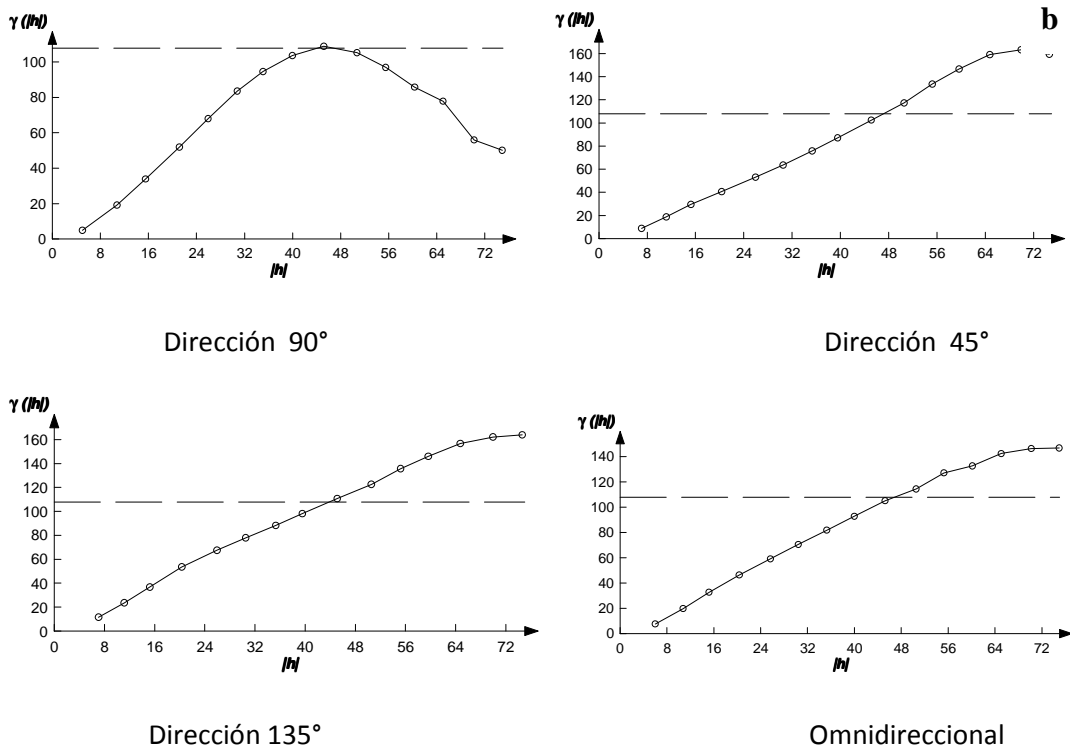 γ (|h|)
100
80
60
40
20
0
0 8 16 24 32 40 48 56 64 72
|h|
Dirección 90°
γ (|h|)
b
160
140
120
100
80
60
40
20
0
0 8 16 24 32 40 48 56 64 72
|h|
Dirección 45°
γ (|h|)
160
140
120
100
80
60
40
20
0
0 8 16 24 32 40 48 56 64 72
|h|
Dirección 135°
γ (|h|)
140
120
100
80
60
40
20
0
0 8 16 24 32 40 48 56 64 72
|h|
Omnidireccional